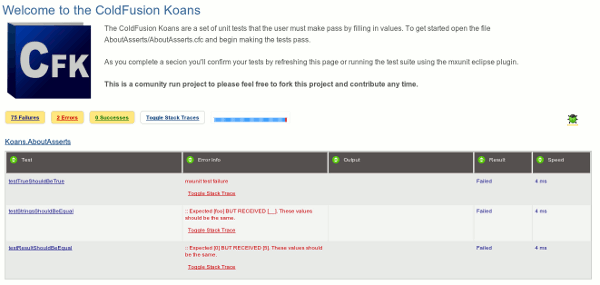 Welcome to the ColdFusion Koans
CFK
The ColdFusion Koans are a set of unit tests that the user must make pass by filling in values. To get started open the file
AboutAsserts/AboutAsserts.cfc and begin making the tests pass.
As you complete a secion you'll confirm your tests by refreshing this page or running the test suite using the mxunit eclipse plugin.
This is a comunity run project to please feel free to fork this project and contribute any time.
75 Failures 2 Errors 0 Successes Toggle Stack Traces
Koans.AboutAsserts
Test Error Info Output Result Speed
testTrueShouldBeTrue mxunit test failure Failed 4 ms
Toggle Stack Trace
testStringsShouldBeEqual :: Expected [foo] BUT RECEIVED [__]. These values Failed 4 ms
should be the same.
Toggle Stack Trace
testResultShouldBeEqual :: Expected [0] BUT RECEIVED [5]. These values should Failed 4 ms
be the same.
Toggle Stack Trace